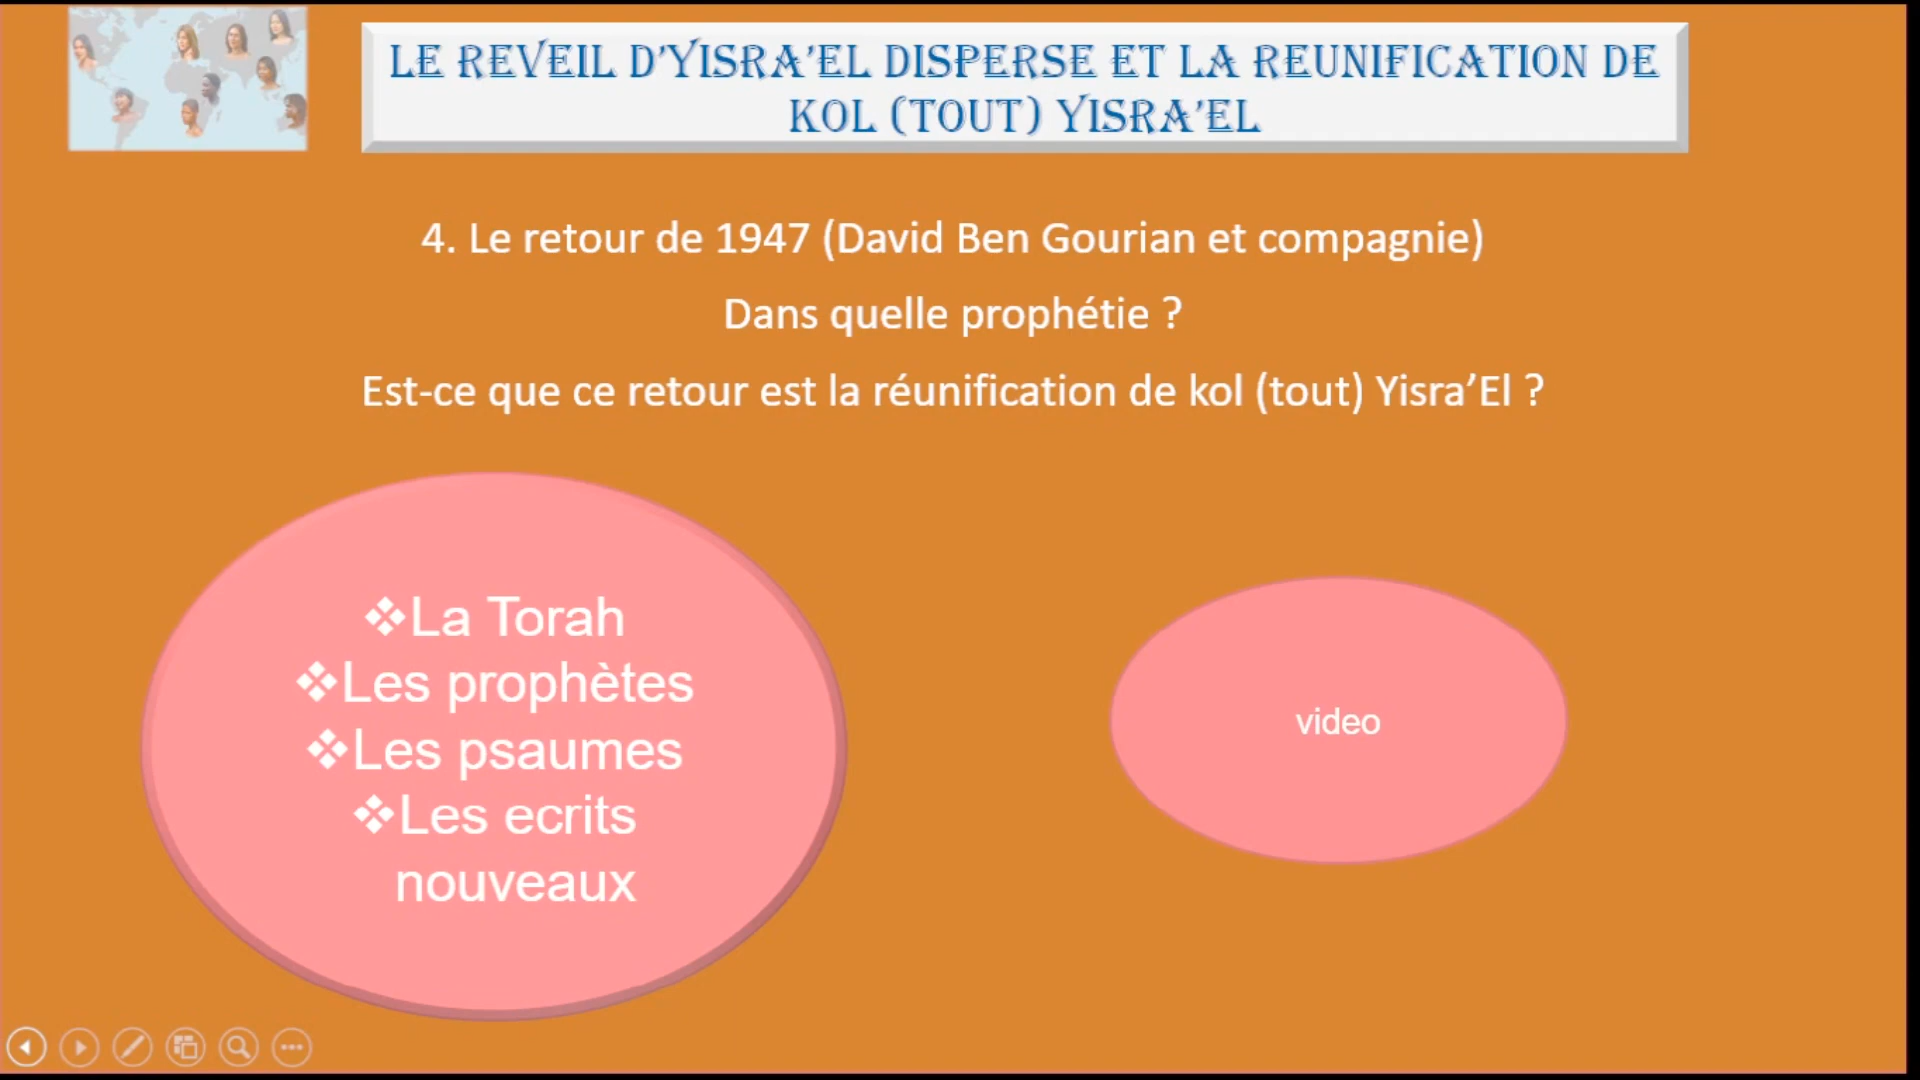 LE REVEIL D'YISRA'EL DISPERSE ET LA REUNIFICATION DE
KOL (TOUT) YISRA'EL
4. Le retour de 1947 (David Ben Gourian et compagnie)
Dans quelle prophétie ?
Est-ce que ce retour est la réunification de kol (tout) Yisra’El ?
❖La Torah
❖Les prophètes
❖Les psaumes
❖Les ecrits
nouveaux
video